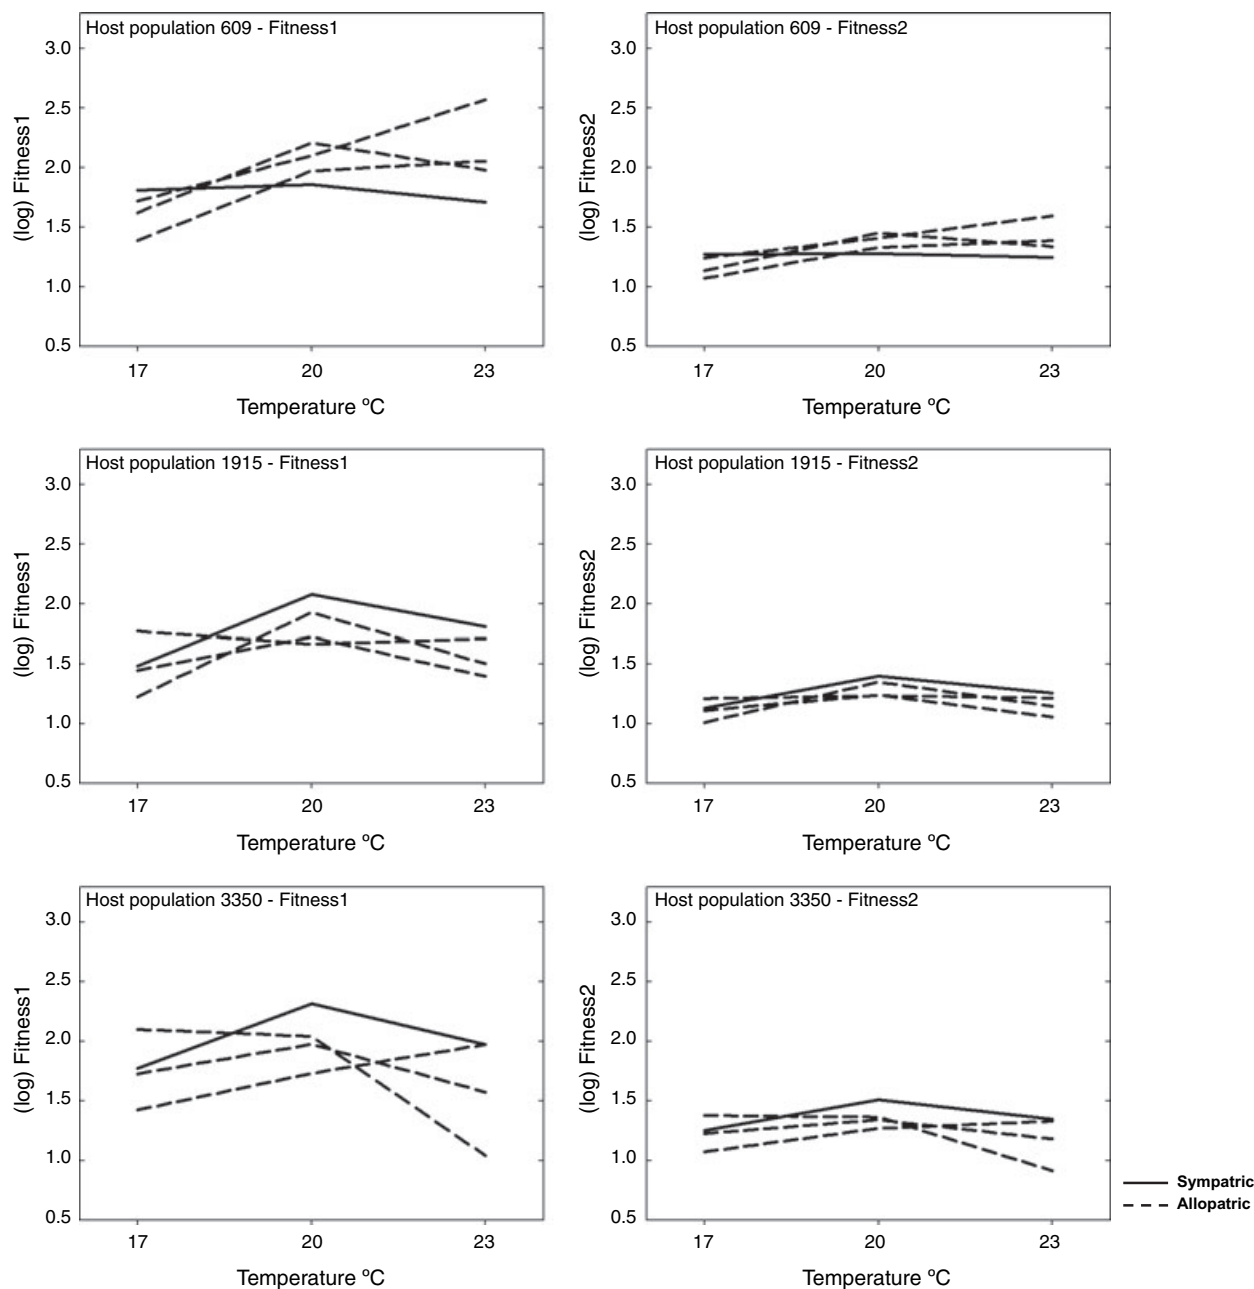 Host population 609 - Fitness1
3.0
2.5
2.0
1.5
1.0
0.5
(log) Fitness1
17 20 23
Temperature ºC
Host population 609 - Fitness2
3.0
2.5
2.0
1.5
1.0
0.5
(log) Fitness2
17 20 23
Temperature ºC
Host population 1915 - Fitness1
3.0
2.5
2.0
1.5
1.0
0.5
(log) Fitness1
17 20 23
Temperature ºC
Host population 1915 - Fitness2
3.0
2.5
2.0
1.5
1.0
0.5
(log) Fitness2
17 20 23
Temperature ºC
Host population 3350 - Fitness1
3.0
2.5
2.0
1.5
1.0
0.5
(log) Fitness1
17 20 23
Temperature ºC
Host population 3350 - Fitness2
3.0
2.5
2.0
1.5
1.0
0.5
(log) Fitness2
17 20 23
Temperature ºC
Sympatric
Allopatric